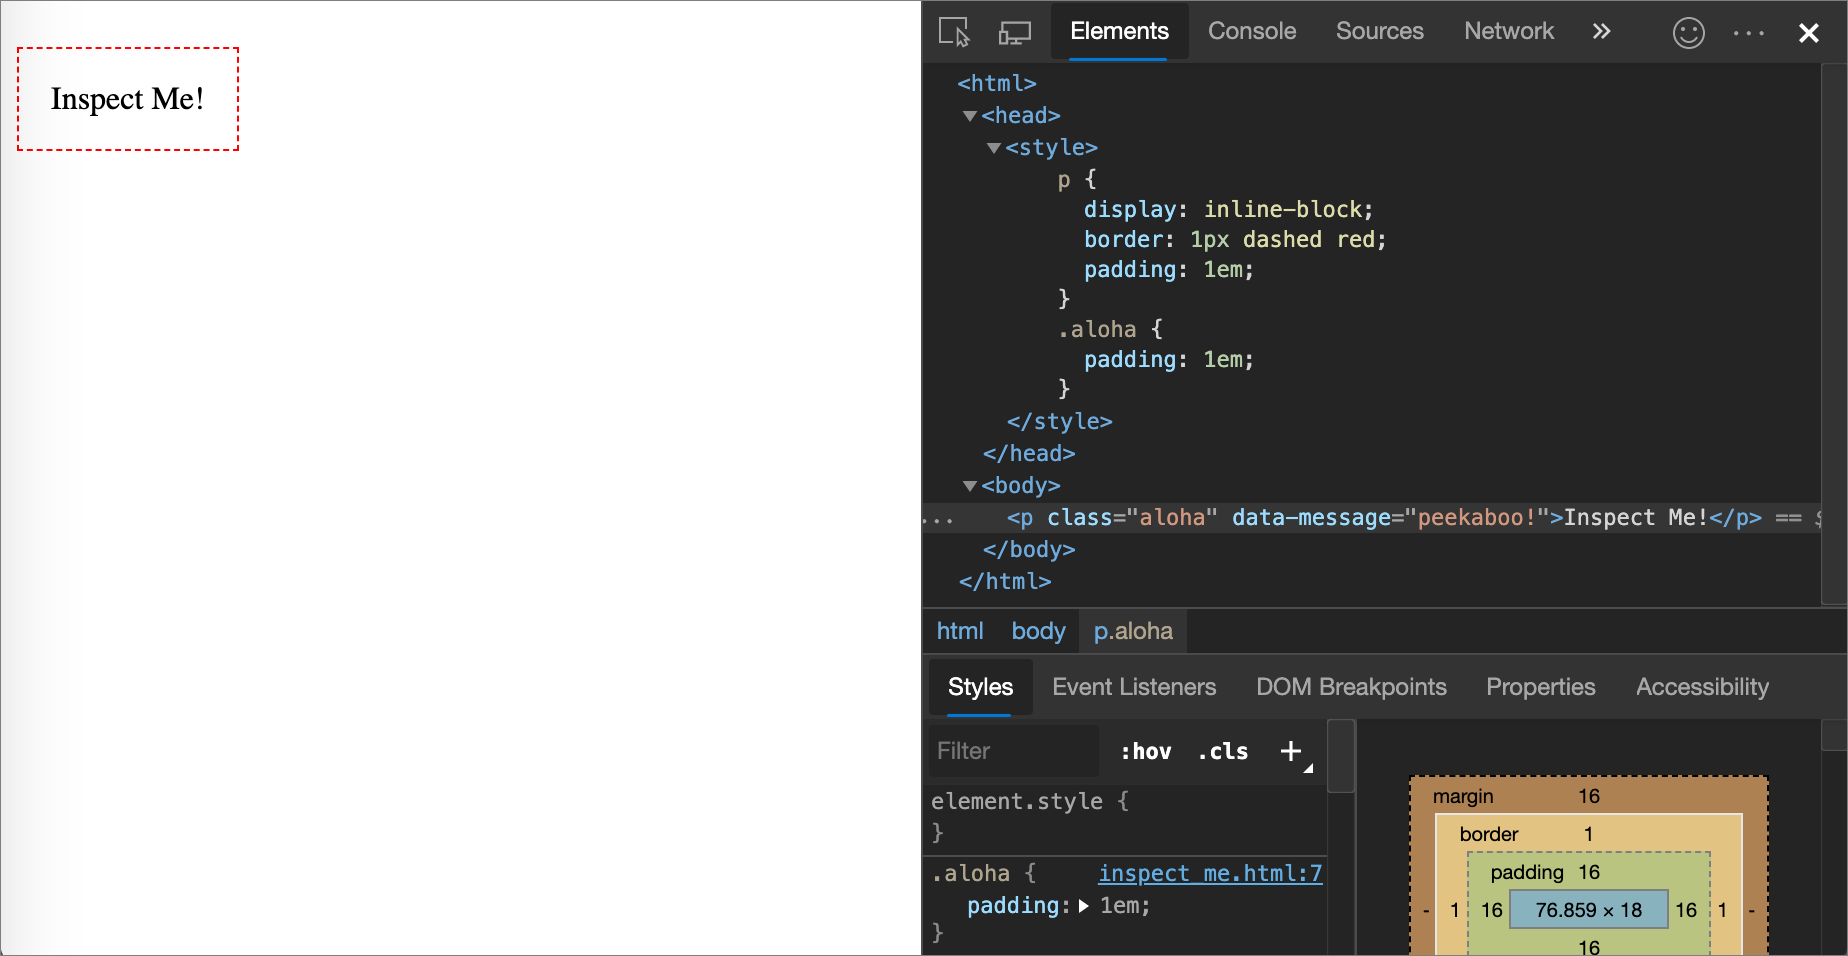 Inspect Me!
Elements Console Sources Network
<html>
<head>
<style>
p {
display: inline-block;
border: 1px dashed red;
padding: 1em;
}
.aloha {
padding: 1em;
}
</style>
</head>
<body>
... <p class="aloha" data-message="peekaboo!">Inspect Me!</p> == $
</body>
</html>
html body p.aloha
Styles Event Listeners DOM Breakpoints Properties Accessibility
Filter :hov .cls +
element.style {
}
.aloha { inspect_me.html:7
padding: 1em;
}
margin 16
border 1
padding 16
- 1 16 76.859 × 18 16 1 -
16